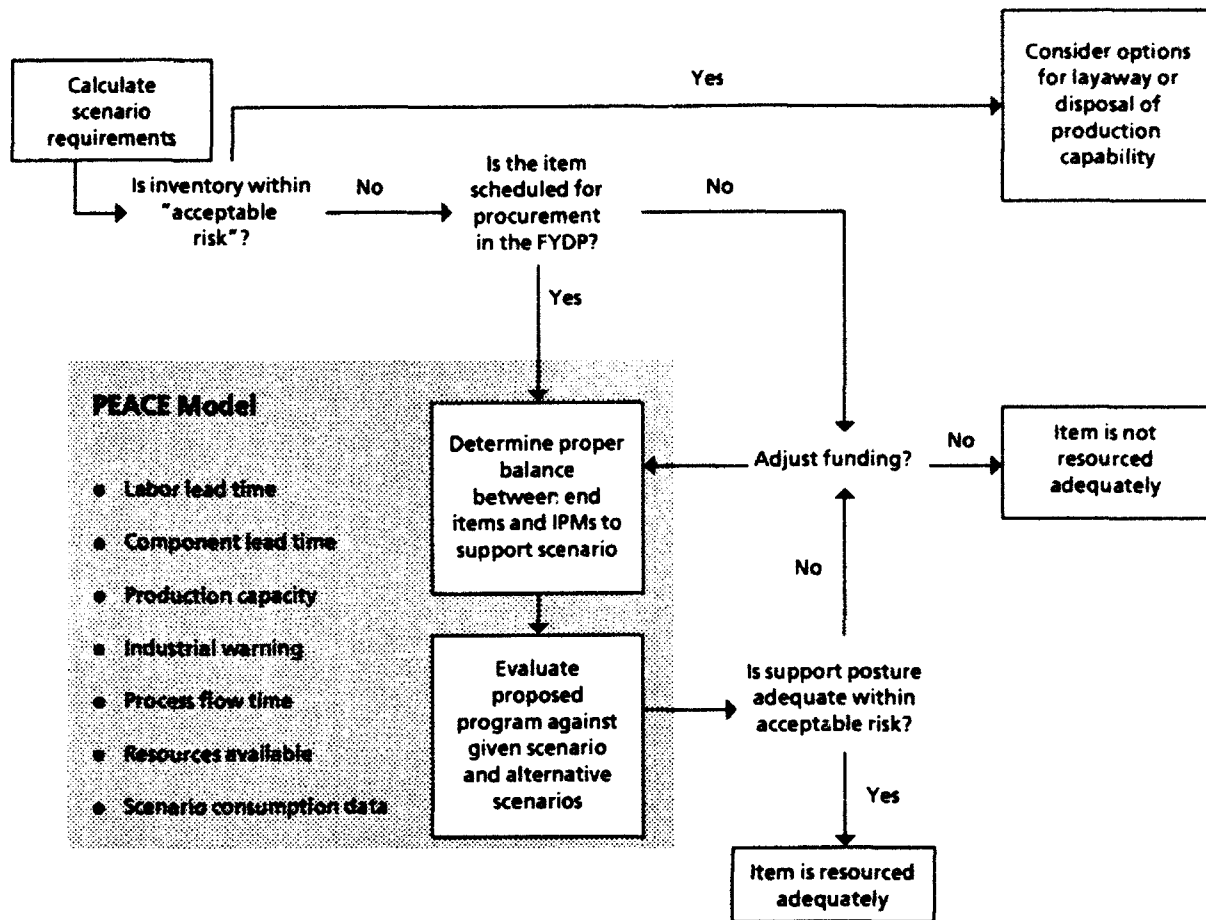 Calculate
scenario
requirements
Yes
Consider options
for layaway or
disposal of
production
capability
Is inventory within
"acceptable
risk"?
No
Is the item
scheduled for
procurement
in the FYDP?
No
Yes
PEACE Model
• Labor lead time
• Component lead time
• Production capacity
• Industrial warning
• Process flow time
• Resources available
• Scenario consumption data
Determine proper
balance
between end
items and IPMs to
support scenario
Adjust funding?
No
Item is not
resourced
adequately
No
Evaluate
proposed
program against
given scenario
and alternative
scenarios
Is support posture
adequate within
acceptable risk?
Yes
Item is resourced
adequately